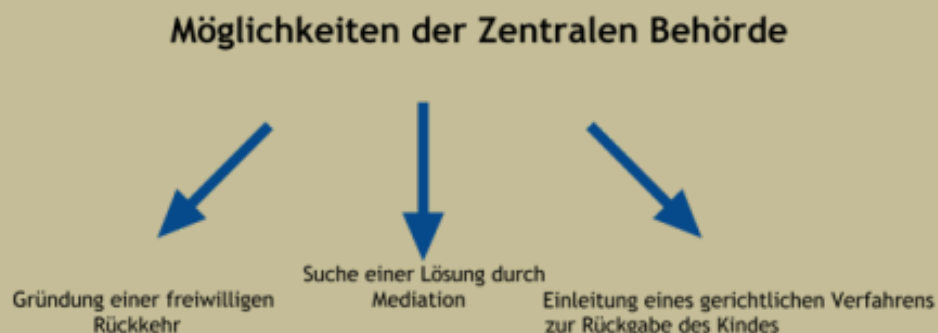 Möglichkeiten der Zentralen Behörde
Gründung einer freiwilligen
Rückkehr
Suche einer Lösung durch
Mediation
Einleitung eines gerichtlichen Verfahrens
zur Rückgabe des Kindes